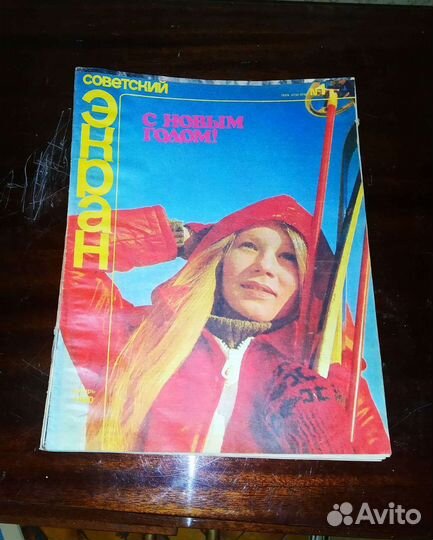 советский
экран
С НОВЫМ
ГОДОМ!
№1
Avito